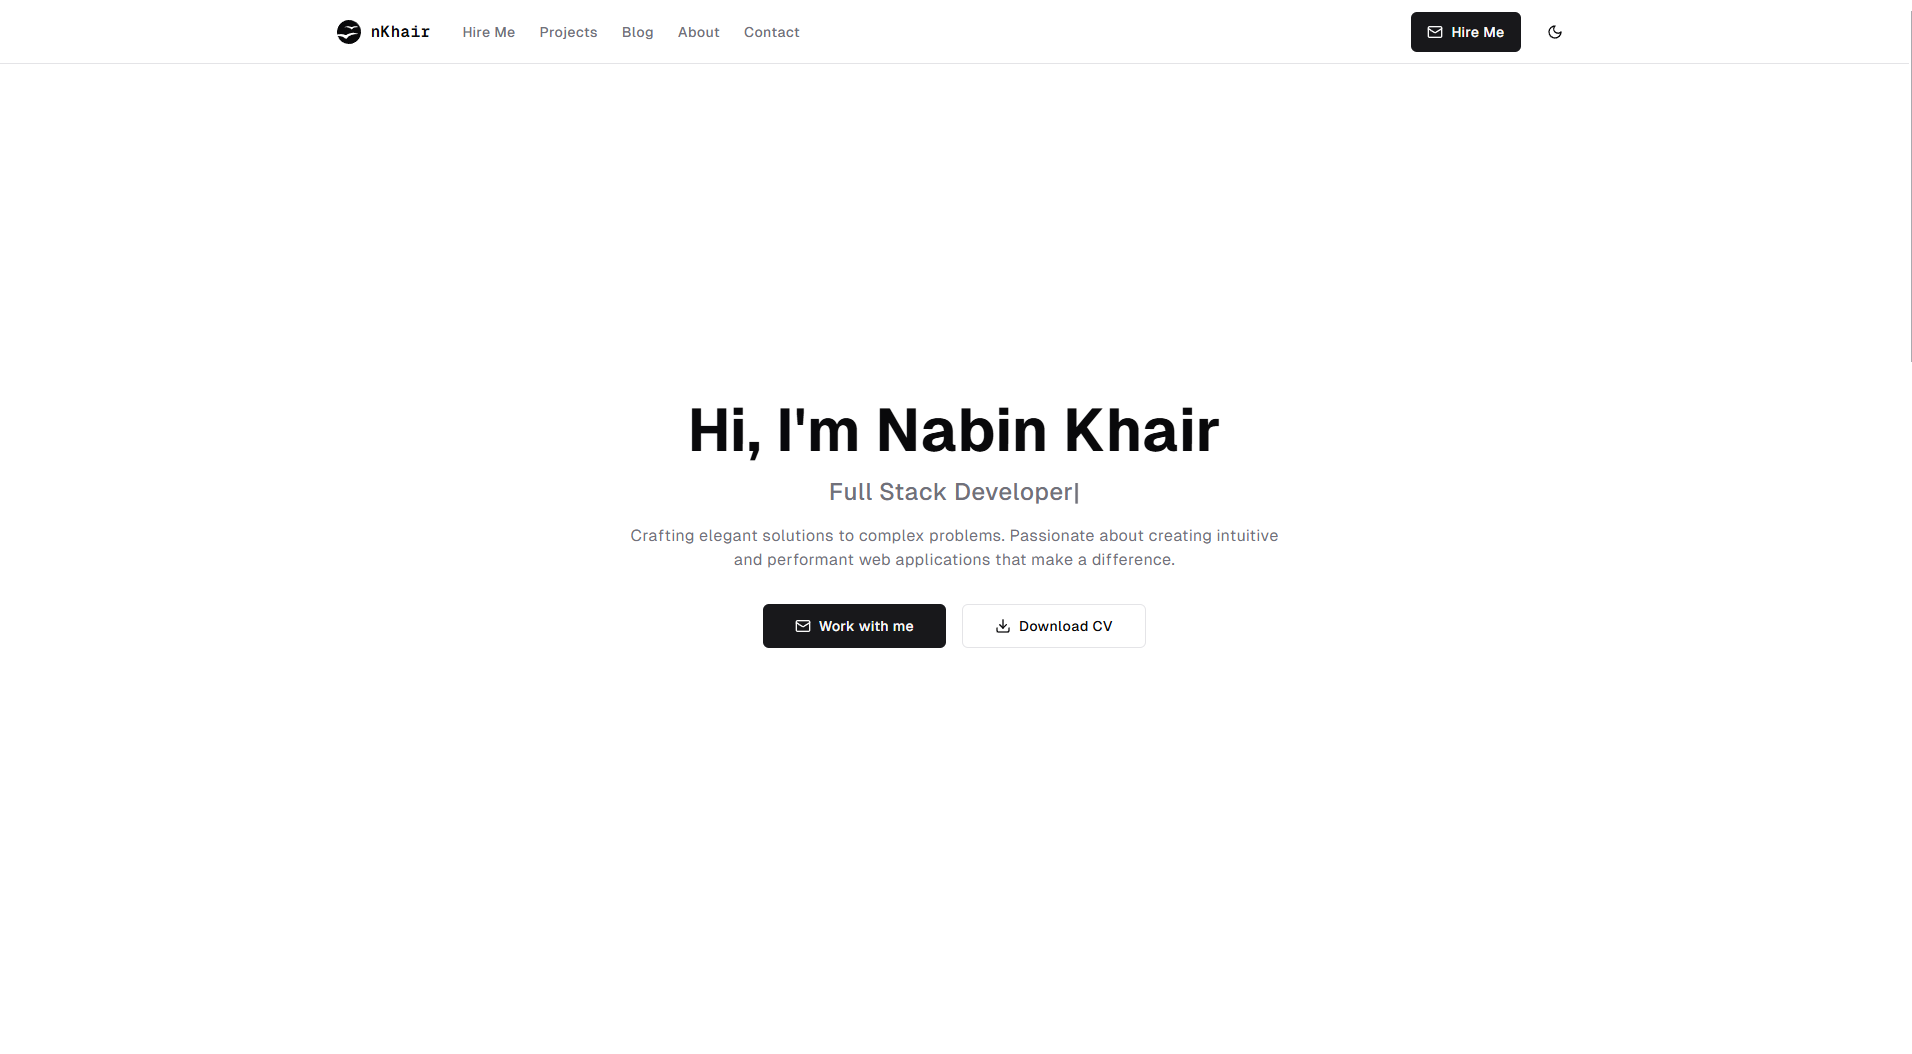 nKhair
Hire Me
Projects
Blog
About
Contact
Hire Me
Hi, I'm Nabin Khair
Full Stack Developer|
Crafting elegant solutions to complex problems. Passionate about creating intuitive
and performant web applications that make a difference.
Work with me
Download CV